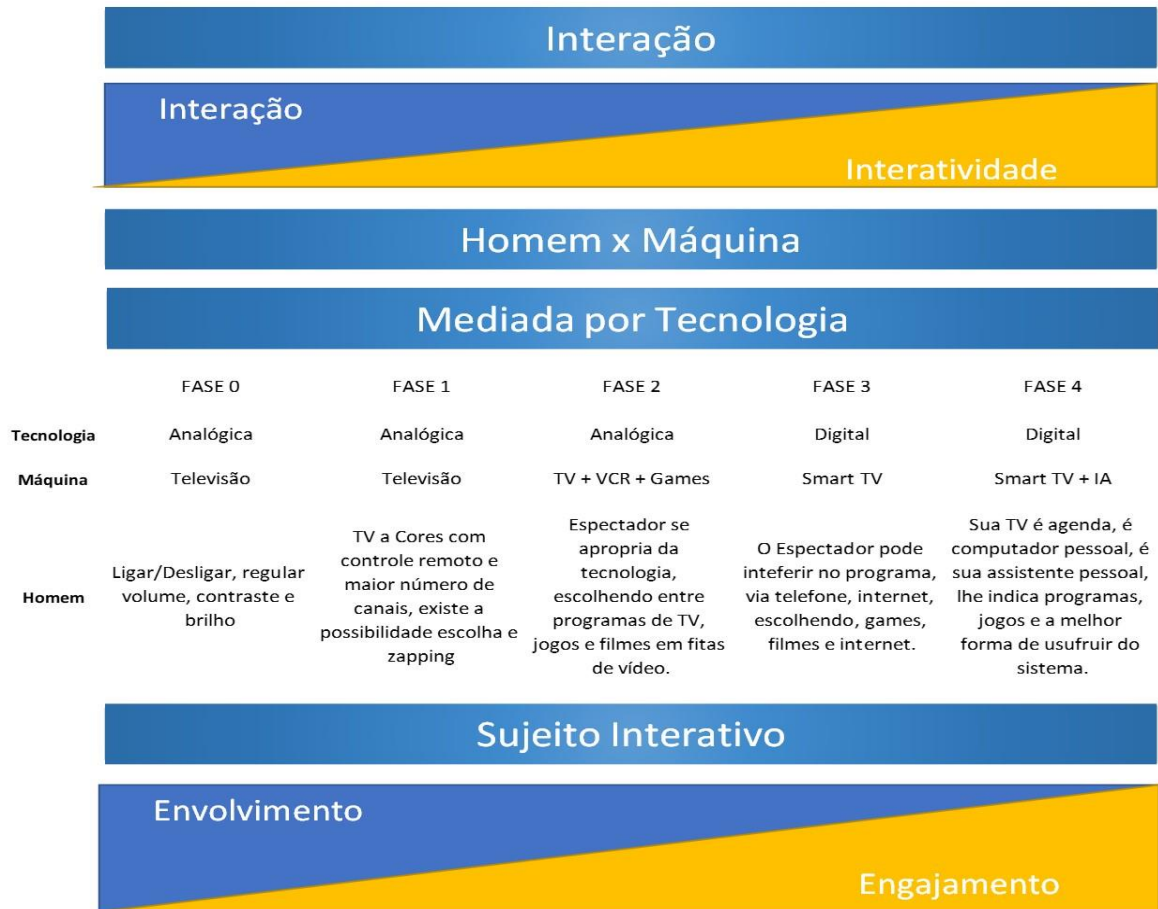 Interação
Interação
Interatividade
Homem x Máquina
Mediada por Tecnologia
FASE 0 FASE 1 FASE 2 FASE 3 FASE 4
Tecnologia Analógica Analógica Analógica Digital Digital
Máquina Televisão Televisão TV + VCR + Games Smart TV Smart TV + IA
Homem
Ligar/Desligar, regular
volume, contraste e
brilho
TV a Cores com
controle remoto e
maior número de
canais, existe a
possibilidade escolha e
zapping
Espectador se
apropria da
tecnologia,
escolhendo entre
programas de TV,
jogos e filmes em fitas
de vídeo.
O Espectador pode
inteferir no programa,
via telefone, internet,
escolhendo, games,
filmes e internet.
Sua TV é agenda, é
computador pessoal, é
sua assistente pessoal,
lhe indica programas,
jogos e a melhor
forma de usufruir do
sistema.
Sujeito Interativo
Envolvimento
Engajamento